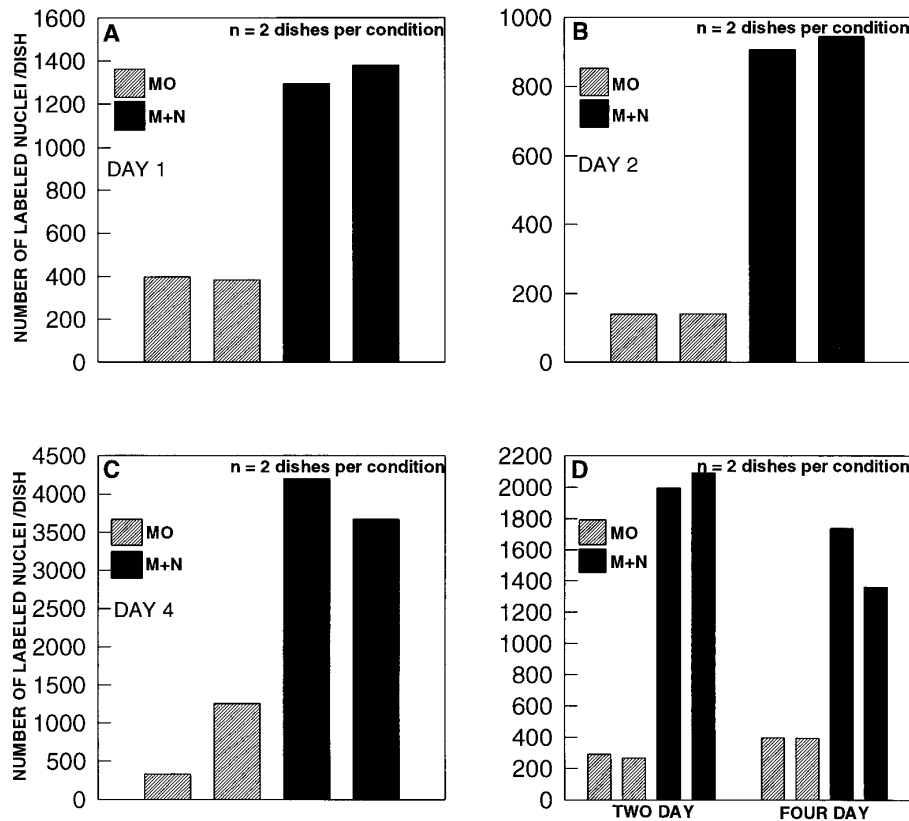 A
n = 2 dishes per condition
1600
1400
1200
1000
800
600
400
200
0
NUMBER OF LABELED NUCLEI /DISH
MO
M+N
DAY 1
B
n = 2 dishes per condition
1000
800
600
400
200
0
MO
M+N
DAY 2
C
n = 2 dishes per condition
4500
4000
3500
3000
2500
2000
1500
1000
500
0
NUMBER OF LABELED NUCLEI /DISH
MO
M+N
DAY 4
D
n = 2 dishes per condition
2200
2000
1800
1600
1400
1200
1000
800
600
400
200
0
MO
M+N
TWO DAY
FOUR DAY